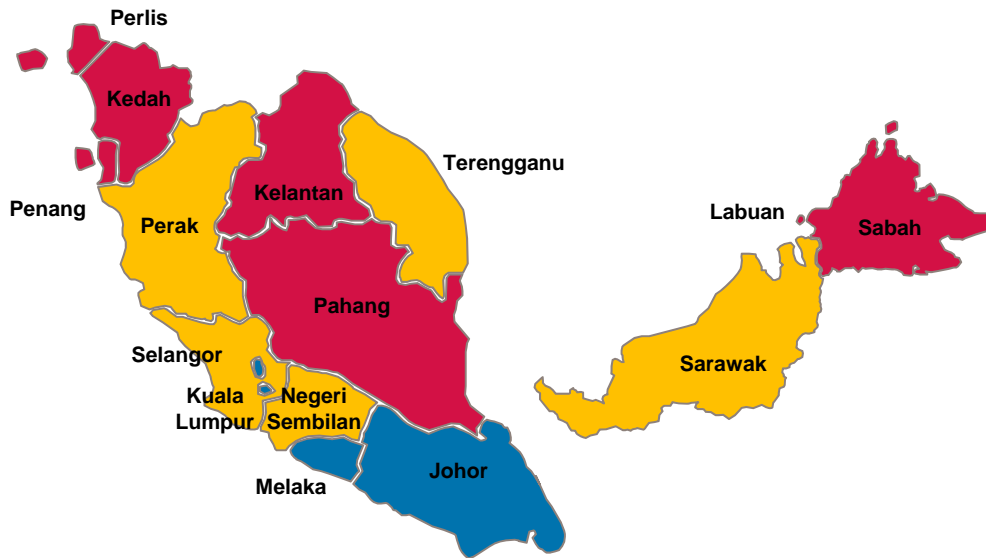 Perlis
Kedah
Terengganu
Kelantan
Penang
Labuan
Perak
Sabah
Pahang
Selangor
Sarawak
Kuala
Lumpur
Negeri
Sembilan
Johor
Melaka